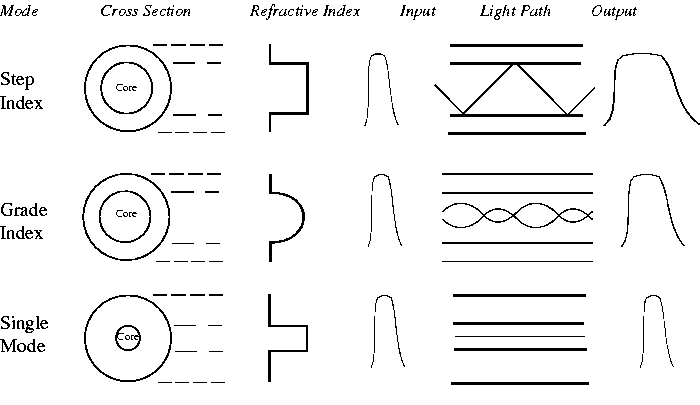 Mode Cross Section Refractive Index Input Light Path Output
Step
Index
Core
Grade
Index
Core
Single
Mode
Core